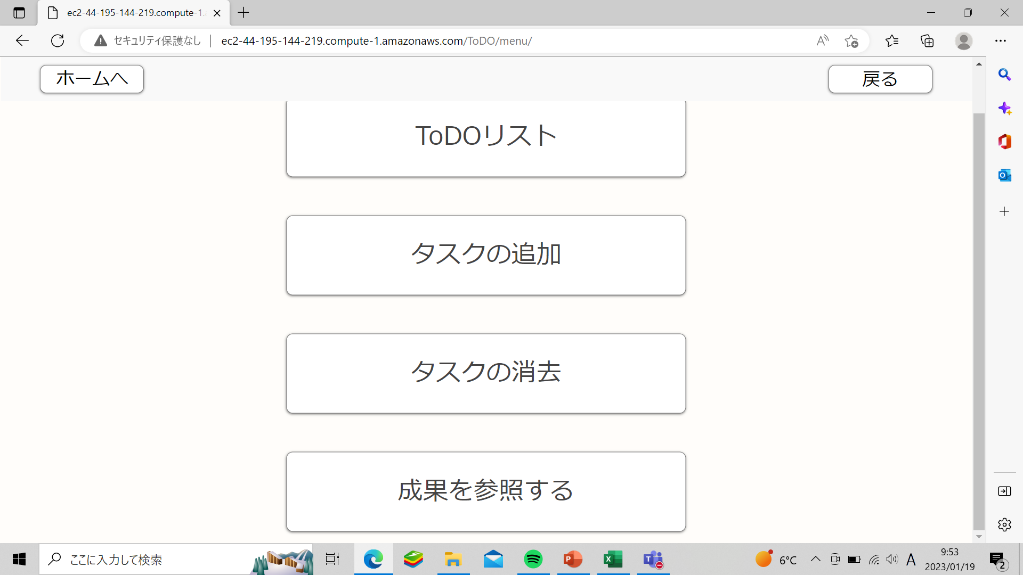 ec2-44-195-144-219.compute-1.
セキュリティ保護なし
ec2-44-195-144-219.compute-1.amazonaws.com/ToDO/menu/
ホームへ
戻る
ToDOリスト
タスクの追加
タスクの消去
成果を参照する
ここに入力して検索
6°C
A
9:53
2023/01/19
2